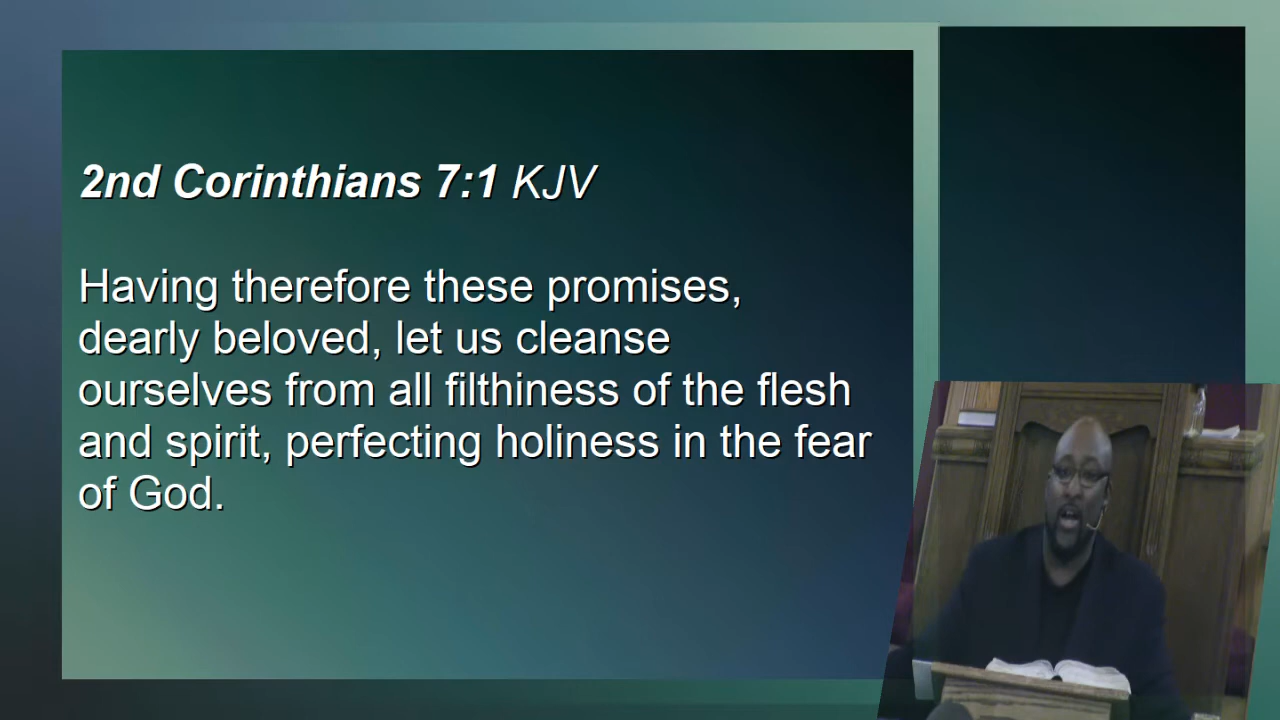 2nd Corinthians 7:1 KJV
Having therefore these promises,
dearly beloved, let us cleanse
ourselves from all filthiness of the flesh
and spirit, perfecting holiness in the fear
of God.